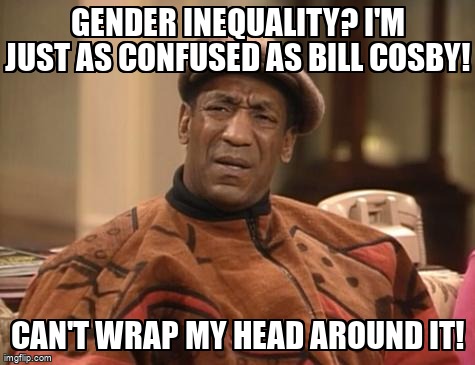 GENDER INEQUALITY? I'M
JUST AS CONFUSED AS BILL COSBY!
CAN'T WRAP MY HEAD AROUND IT!
imgflip.com